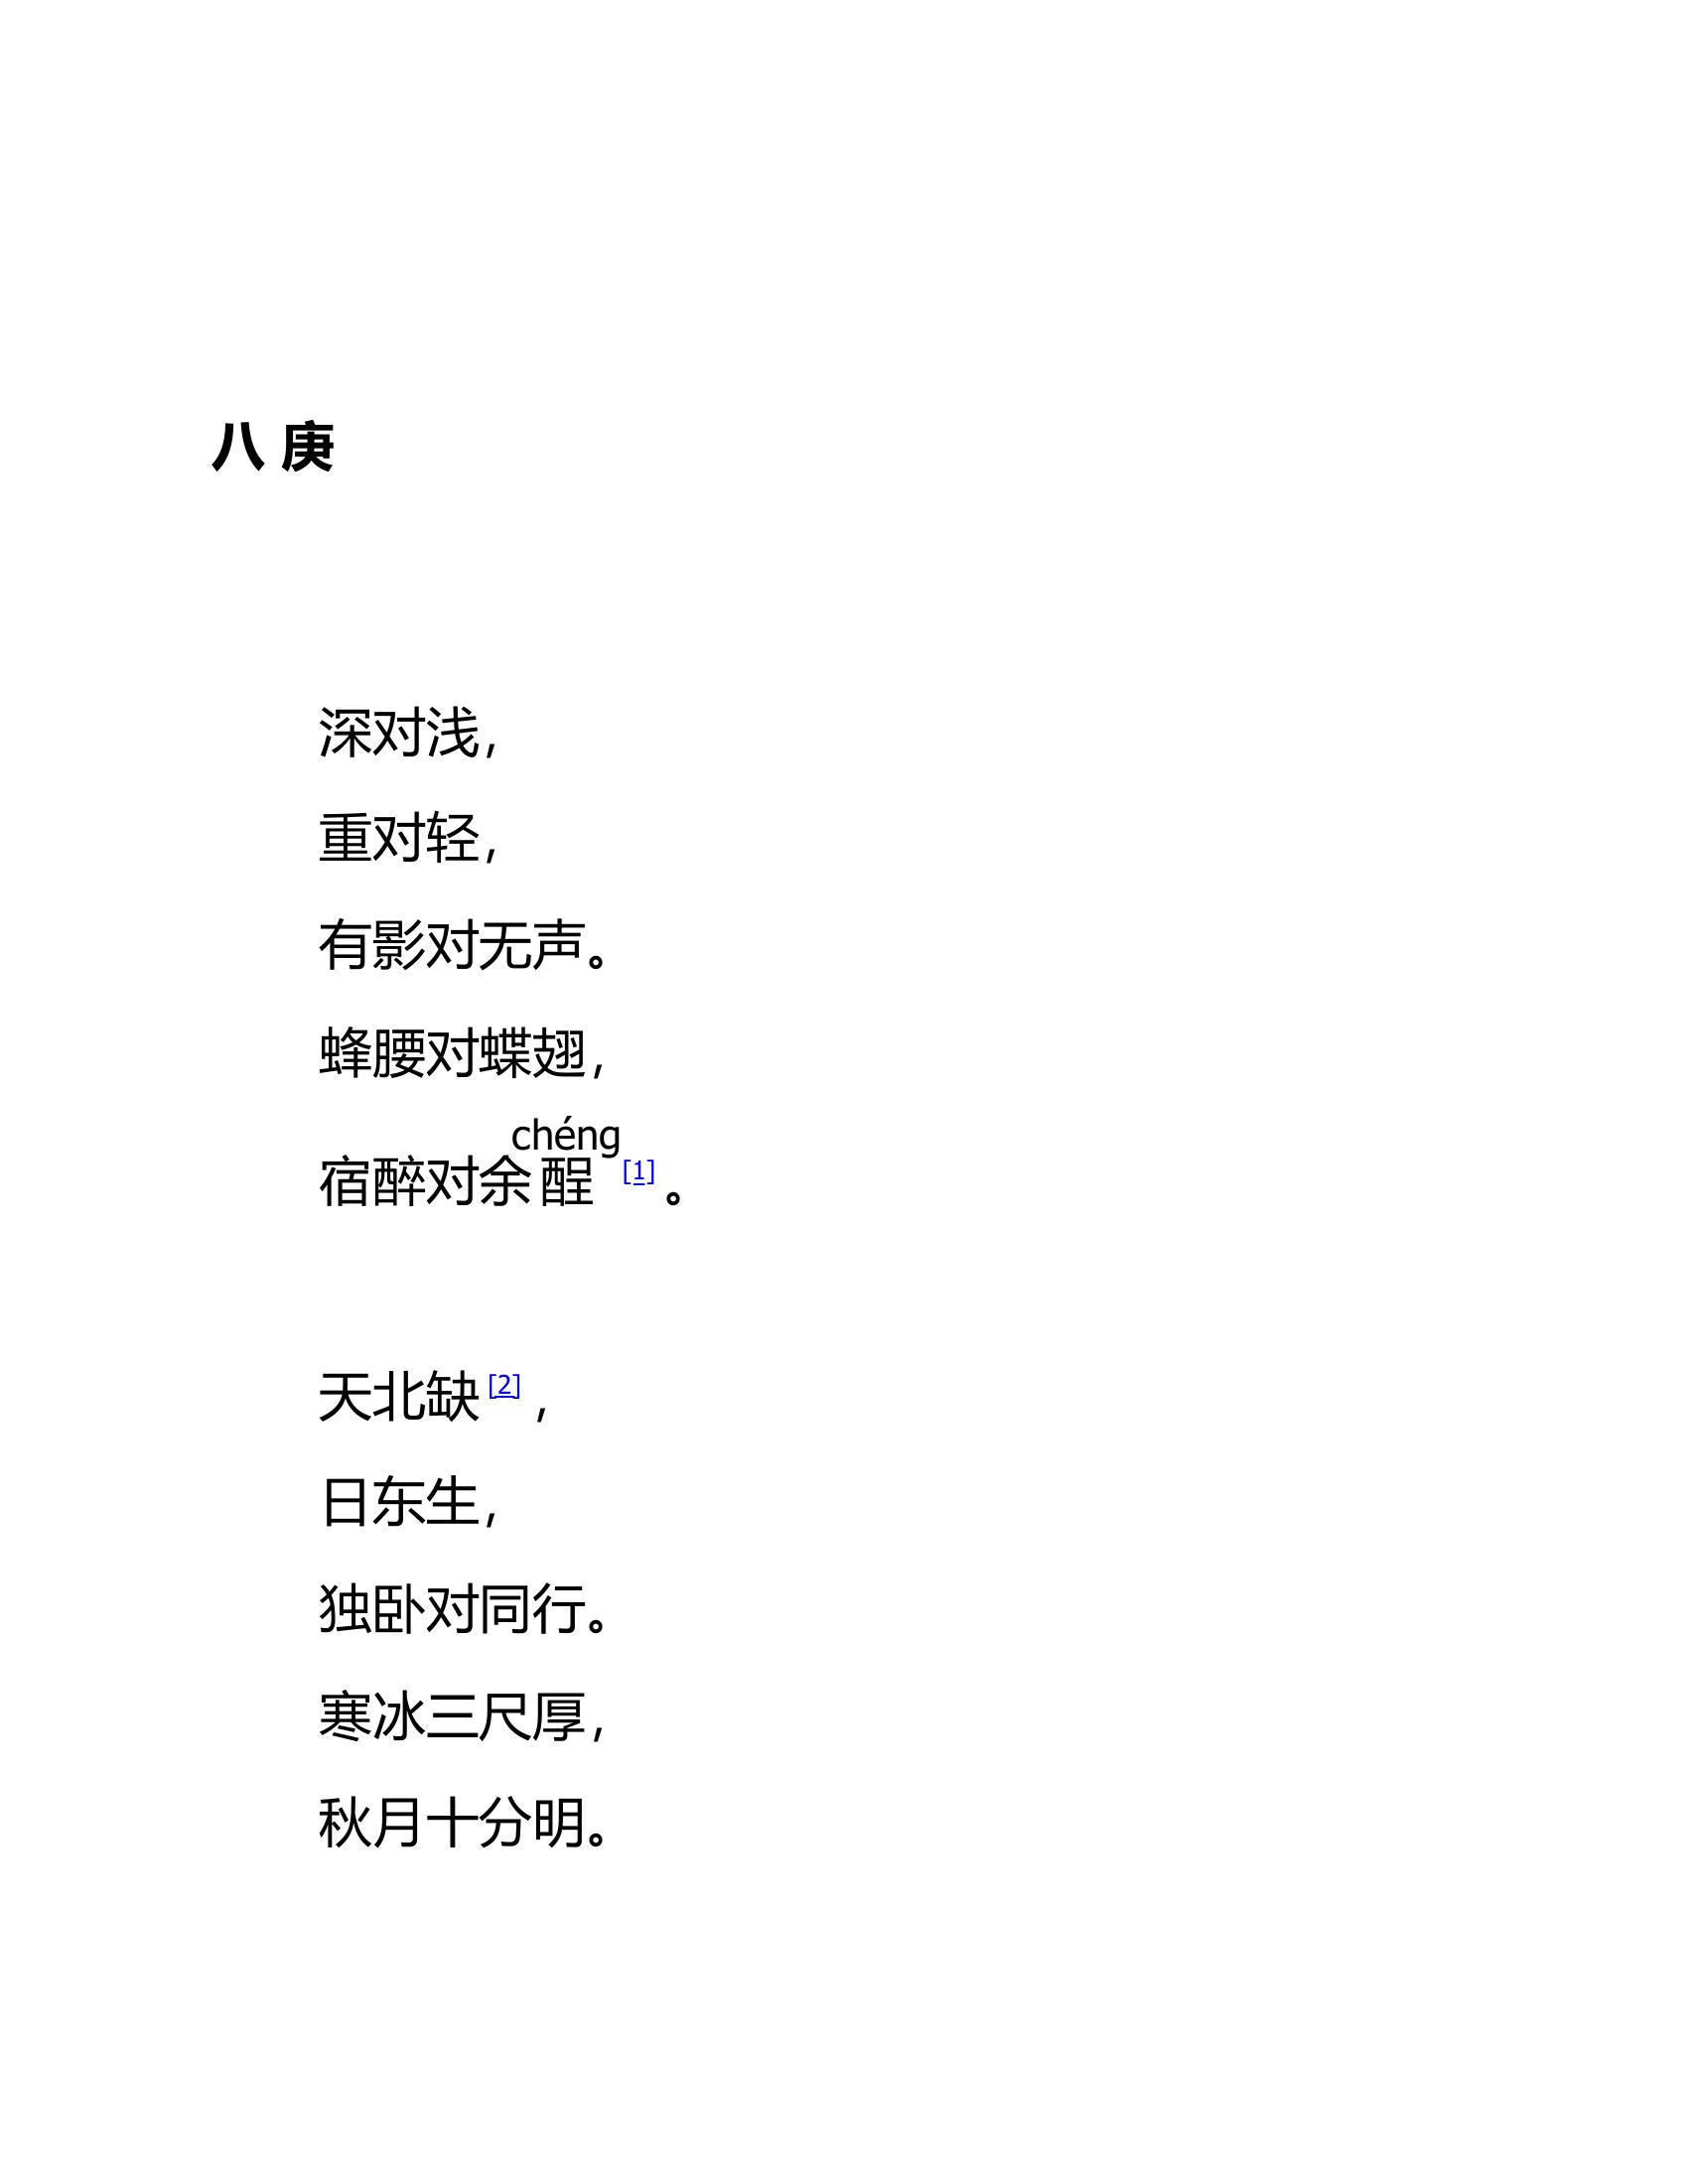 八 庚
深对浅，
重对轻，
有影对无声。
蜂腰对蝶翅，
chéng
宿醉对余酲[1]。
天北缺[2]，
日东生，
独卧对同行。
寒冰三尺厚，
秋月十分明。